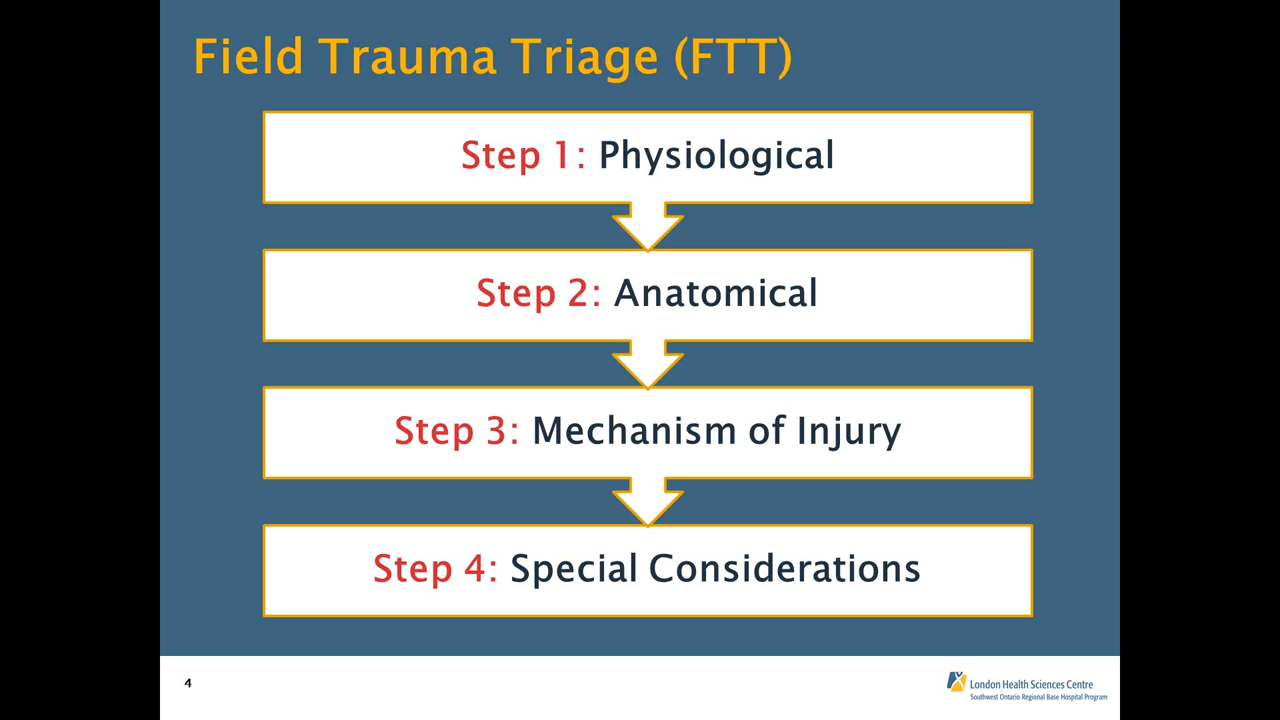 Field Trauma Triage (FTT)
Step 1: Physiological
Step 2: Anatomical
Step 3: Mechanism of Injury
Step 4: Special Considerations
4
London Health Sciences Centre
Southwest Ontario Regional Base Hospital Program